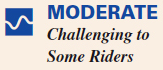 MODERATE
Challenging to
Some Riders